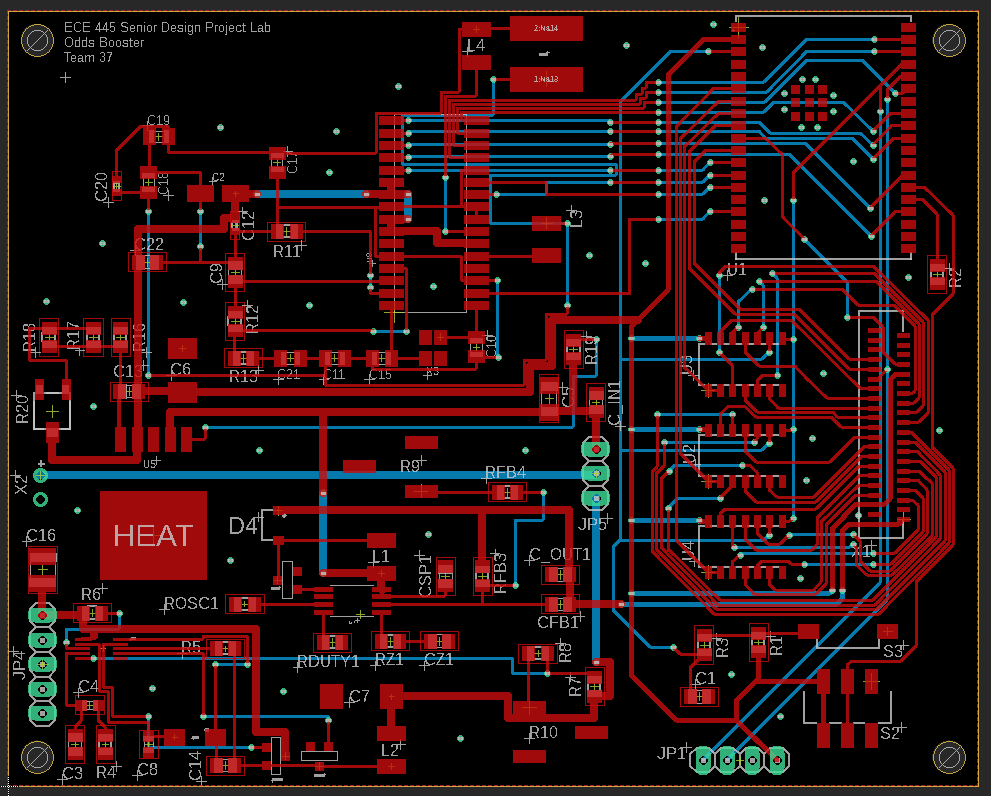 ECE 445 Senior Design Project Lab
Odds Booster
Team 37
L4
C19
C17
C20
C18
C2
C12
L3
R11
C22
C9
U1
R2
R12
R18
R17
R16
C10
R19
R13
C21
C11
C15
C13
C6
C5
C_IN1
U3
R20
U5
U2
X2
R9
RFB4
JP5
HEAT
D4
C16
L1
CSP1
RFB3
C_OUT1
U4
ROSC1
CFB1
R6
JP4
R5
RDUTY1
RZ1
CZ1
R8
R3
R1
S3
C4
C7
R7
C1
R10
S2
L2
C3
R4
C8
C14
JP1